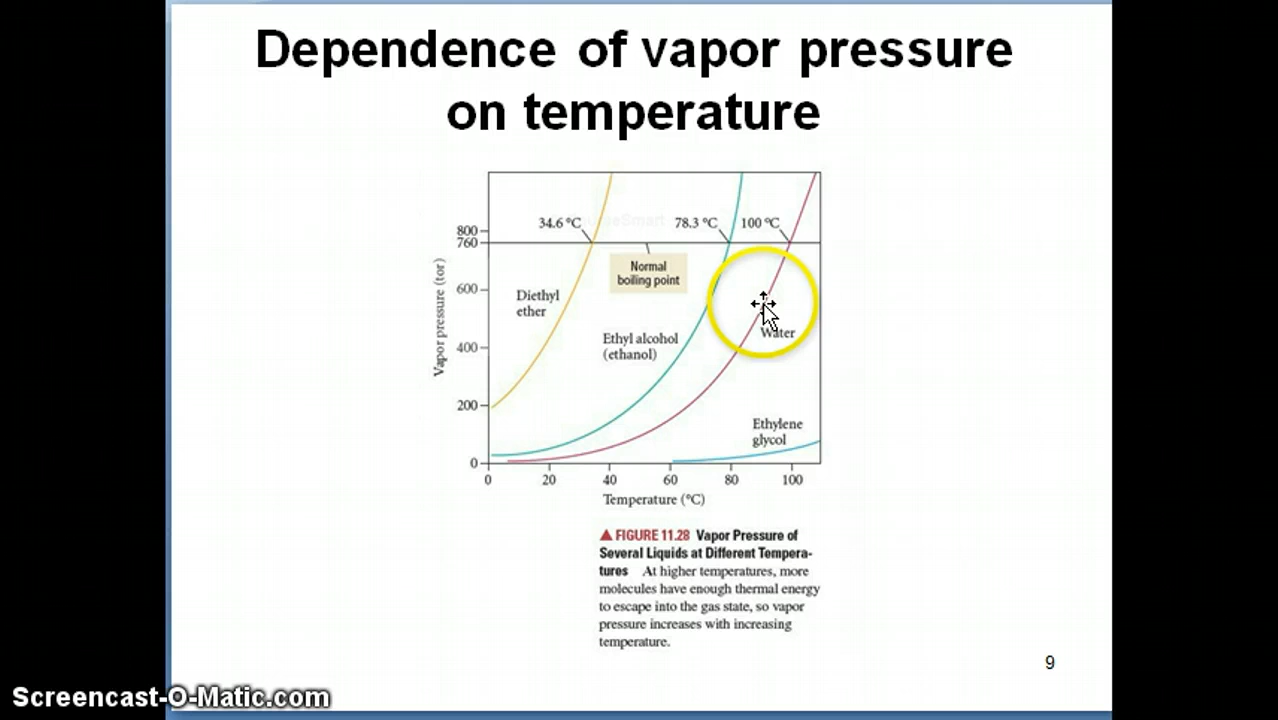 Dependence of vapor pressure
on temperature
34.6 °C
78.3 °C
100 °C
800
760
600
400
200
0
Vapor pressure (tor)
Normal
boiling point
Diethyl
ether
Ethyl alcohol
(ethanol)
Water
Ethylene
glycol
0 20 40 60 80 100
Temperature (°C)
▲ FIGURE 11.28 Vapor Pressure of
Several Liquids at Different Tempera-
tures At higher temperatures, more
molecules have enough thermal energy
to escape into the gas state, so vapor
pressure increases with increasing
temperature.
9
Screencast-O-Matic.com